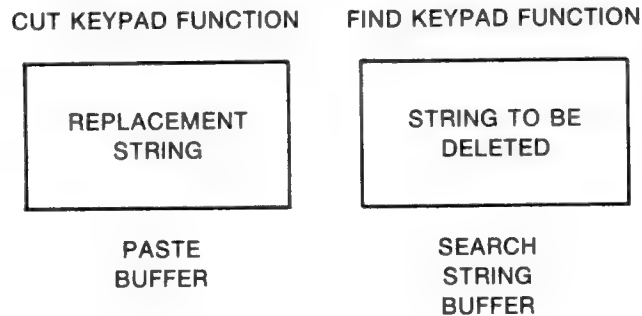 CUT KEYPAD FUNCTION
REPLACEMENT
STRING
PASTE
BUFFER
FIND KEYPAD FUNCTION
STRING TO BE
DELETED
SEARCH
STRING
BUFFER